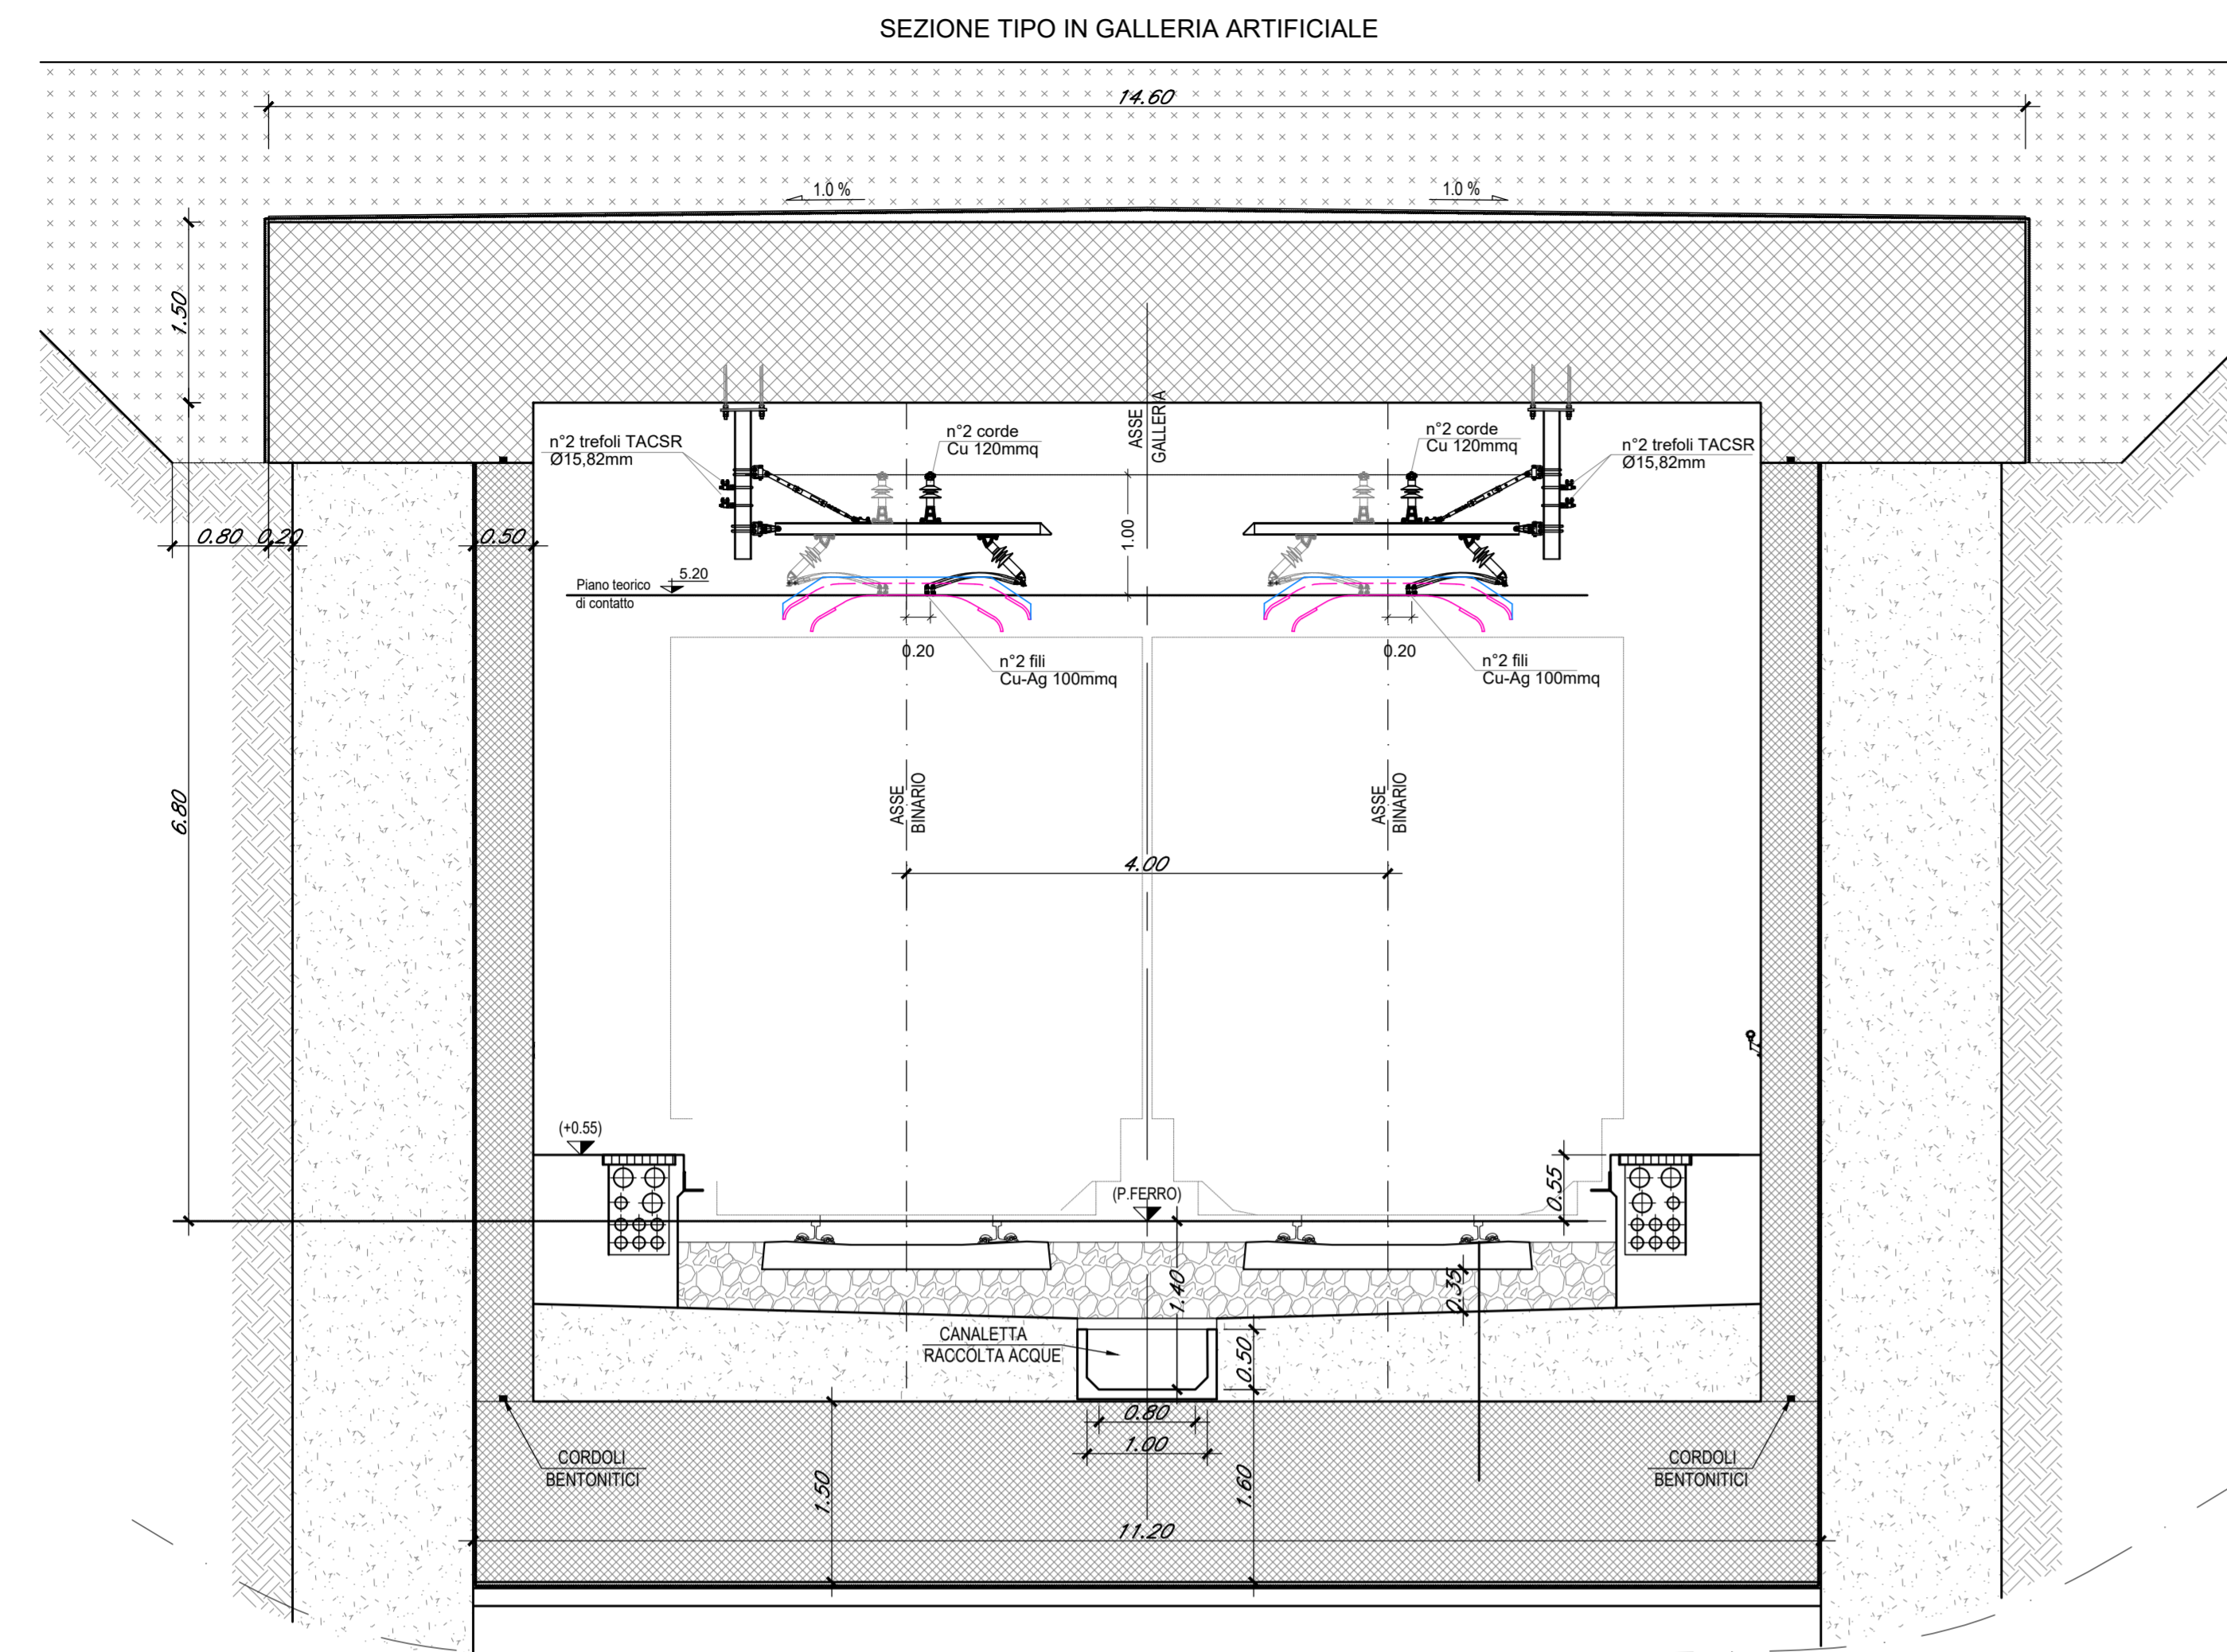 SEZIONE TIPO IN GALLERIA ARTIFICIALE
14.60
1.0 %
1.0 %
1.50
ASSE
GALLERIA
n°2 trefoli TACSR
Ø15,82mm
n°2 corde
Cu 120mmq
n°2 corde
Cu 120mmq
n°2 trefoli TACSR
Ø15,82mm
0.80
0.20
0.50
1.00
Piano teorico
di contatto
5.20
0.20
n°2 fili
Cu-Ag 100mmq
0.20
n°2 fili
Cu-Ag 100mmq
6.80
ASSE
BINARIO
ASSE
BINARIO
4.00
(+0.55)
(P.FERRO)
0.55
1.40
0.35
CANALETTA
RACCOLTA ACQUE
0.50
0.80
1.00
CORDOLI
BENTONITICI
CORDOLI
BENTONITICI
1.50
1.60
11.20